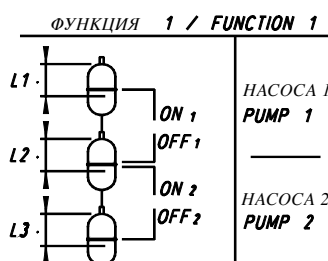 ФУНКЦИЯ 1 / FUNCTION 1
L1
ON 1
НАСОСА 1
PUMP 1
OFF 1
L2
ON 2
НАСОСА 2
OFF 2
PUMP 2
L3